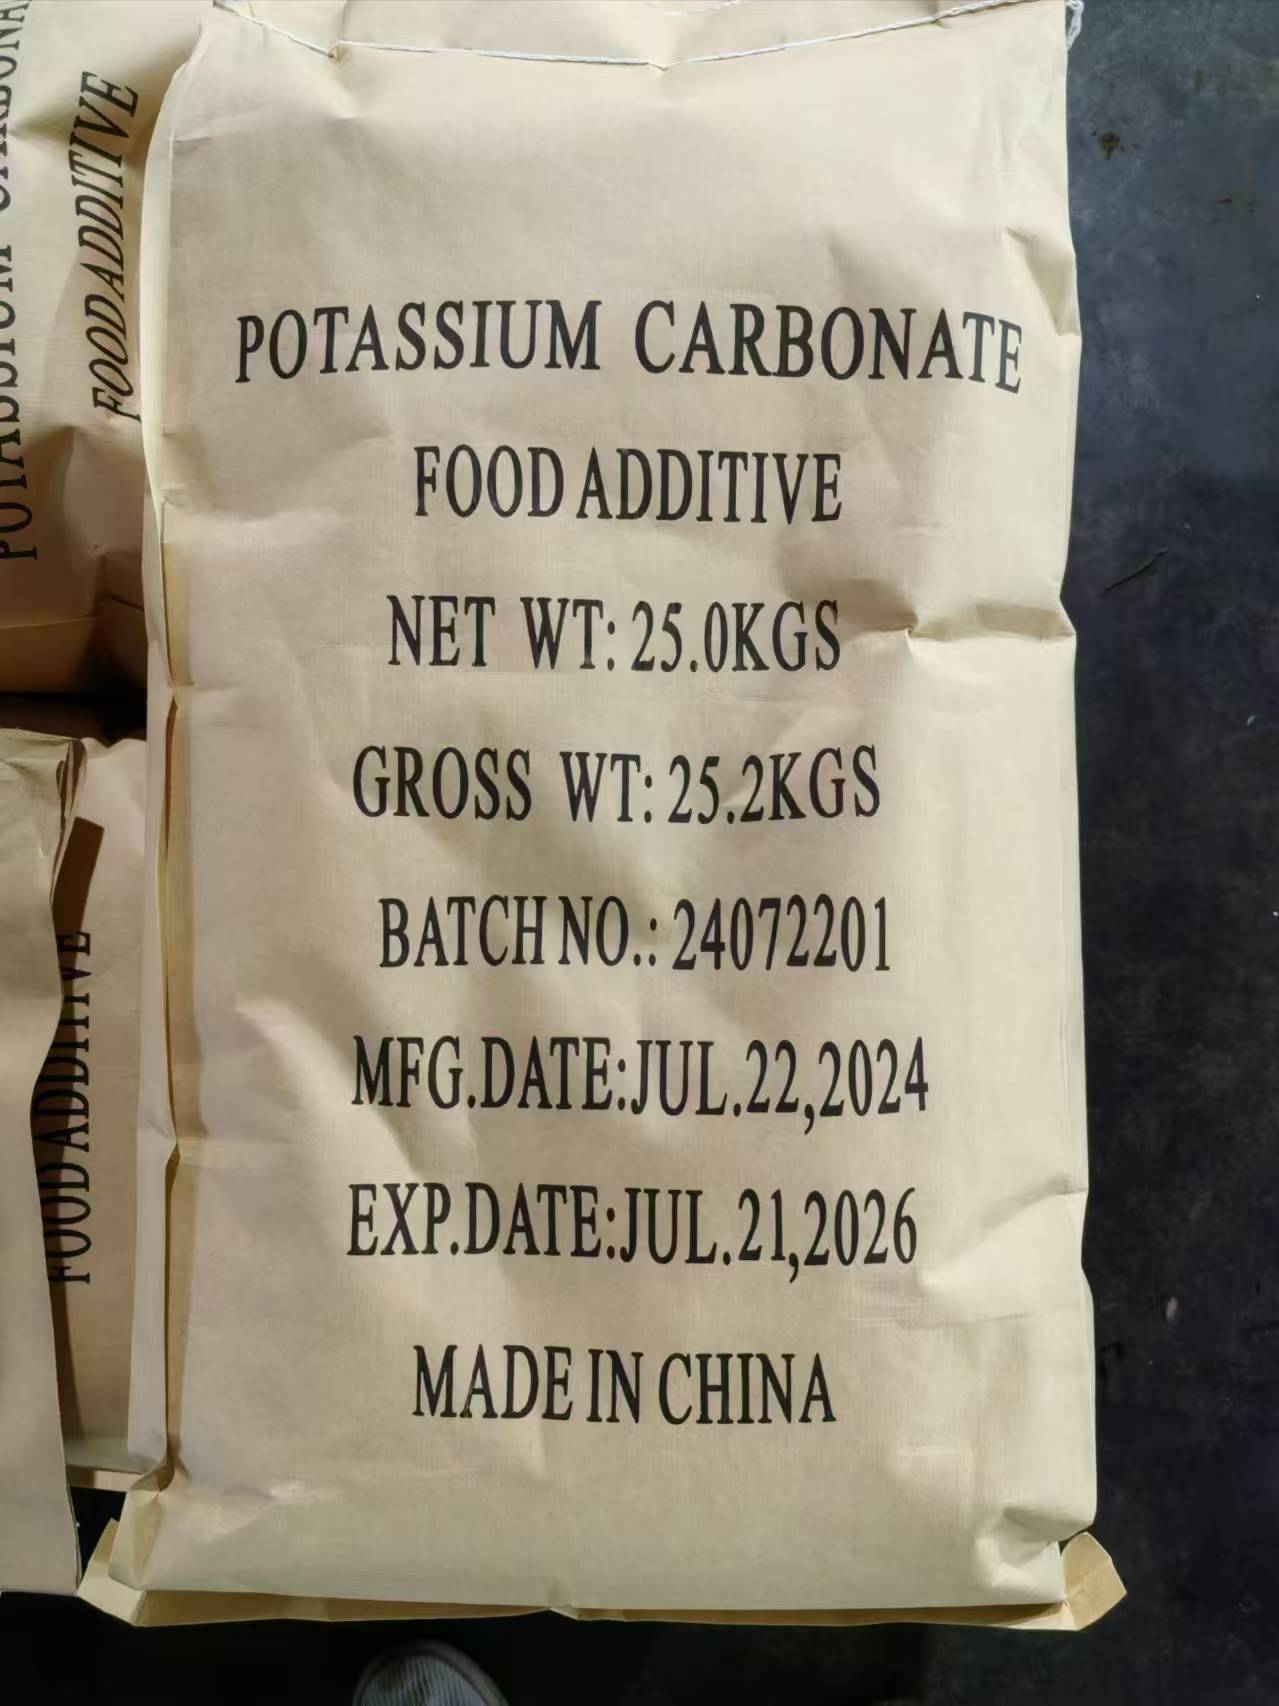 POTASSIUM CARBONATE
FOOD ADDITIVE
NET WT: 25.0KGS
GROSS WT: 25.2KGS
BATCH NO.: 24072201
MFG.DATE:JUL.22,2024
EXP.DATE:JUL.21,2026
MADE IN CHINA
POTASSIUM
FOOD ADDITIVE
FOOD ADDITIVE